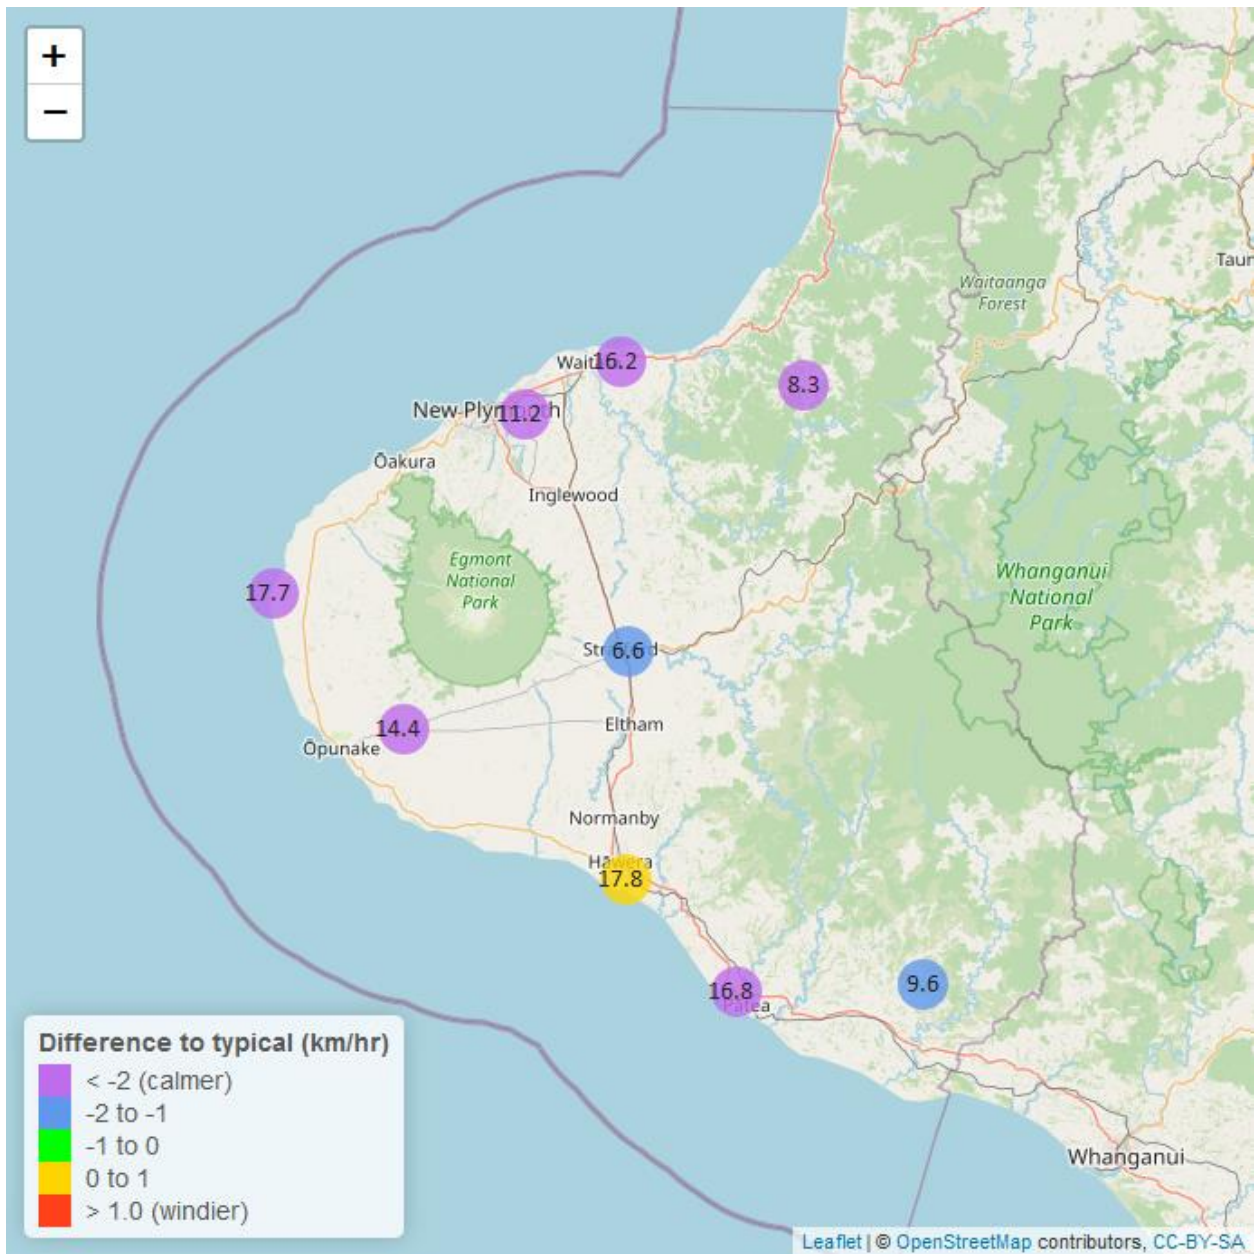 +
−
Waitaanga
Forest
Taun
Wait
16.2
8.3
New Plym
11.2
h
Ōakura
Inglewood
Egmont
National
Park
Whanganui
National
Park
17.7
Str
6.6
d
14.4
Eltham
Ōpunake
Normanby
Hāwera
17.8
9.6
16.8
Patea
Difference to typical (km/hr)
< -2 (calmer)
-2 to -1
-1 to 0
0 to 1
> 1.0 (windier)
Whanganui
Leaflet | © OpenStreetMap contributors, CC-BY-SA